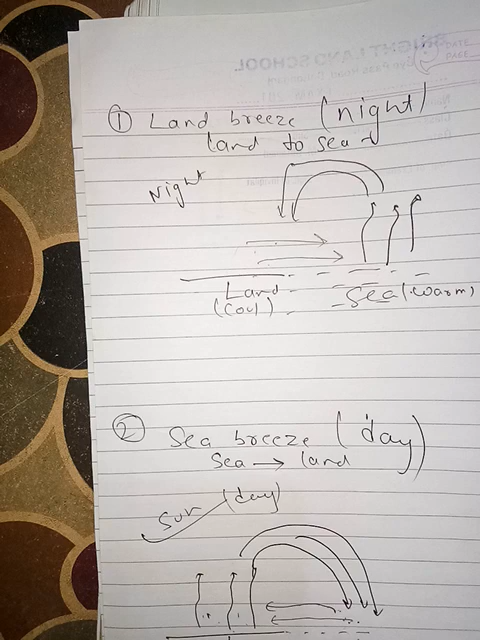 ① Land breeze (night)
land to sea
Night
Land
(cool)
Sea (warm)
② Sea breeze (day)
Sea → land
Sun (day)